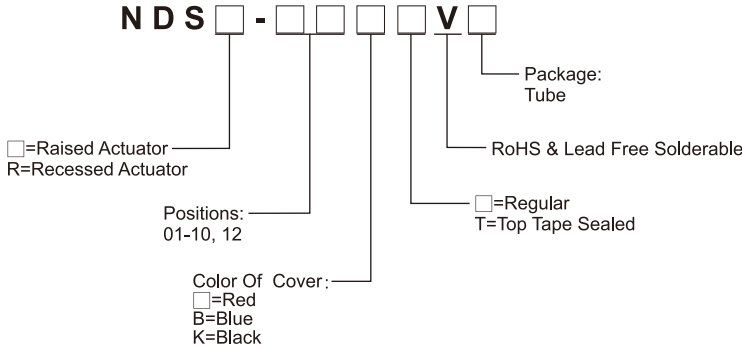 NDS□-□□□□V□
Package:
Tube
□=Raised Actuator
R=Recessed Actuator
RoHS & Lead Free Solderable
Positions:
01-10, 12
□=Regular
T=Top Tape Sealed
Color Of Cover:
□=Red
B=Blue
K=Black